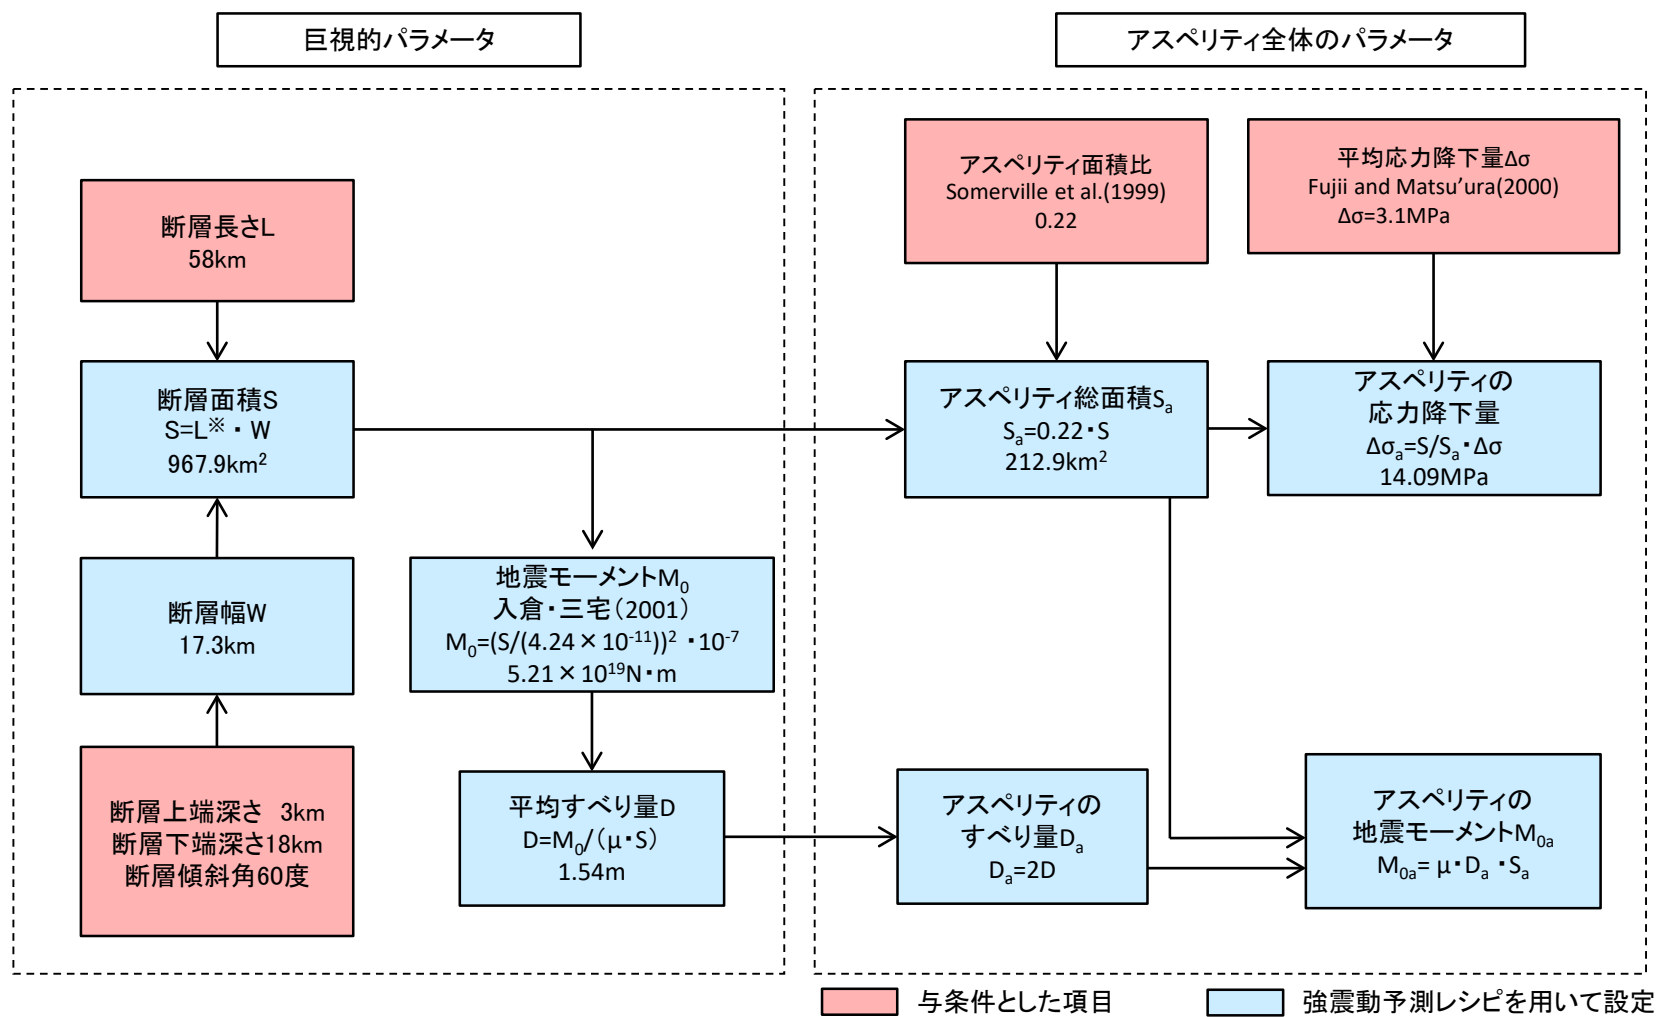 巨視的パラメータ
断層長さL
58km
断層面積S
S=L※・W
967.9km²
断層幅W
17.3km
断層上端深さ 3km
断層下端深さ18km
断層傾斜角60度
地震モーメントM₀
入倉・三宅(2001)
M₀=(S/(4.24×10⁻¹¹))²・10⁻⁷
5.21×10¹⁹N・m
平均すべり量D
D=M₀/(μ・S)
1.54m
アスペリティ全体のパラメータ
アスペリティ面積比
Somerville et al.(1999)
0.22
平均応力降下量Δσ
Fujii and Matsu’ura(2000)
Δσ=3.1MPa
アスペリティ総面積Sₐ
Sₐ=0.22・S
212.9km²
アスペリティの
応力降下量
Δσₐ=S/Sₐ・Δσ
14.09MPa
アスペリティの
すべり量Dₐ
Dₐ=2D
アスペリティの
地震モーメントM₀ₐ
M₀ₐ= μ・Dₐ・Sₐ
与条件とした項目
強震動予測レシピを用いて設定